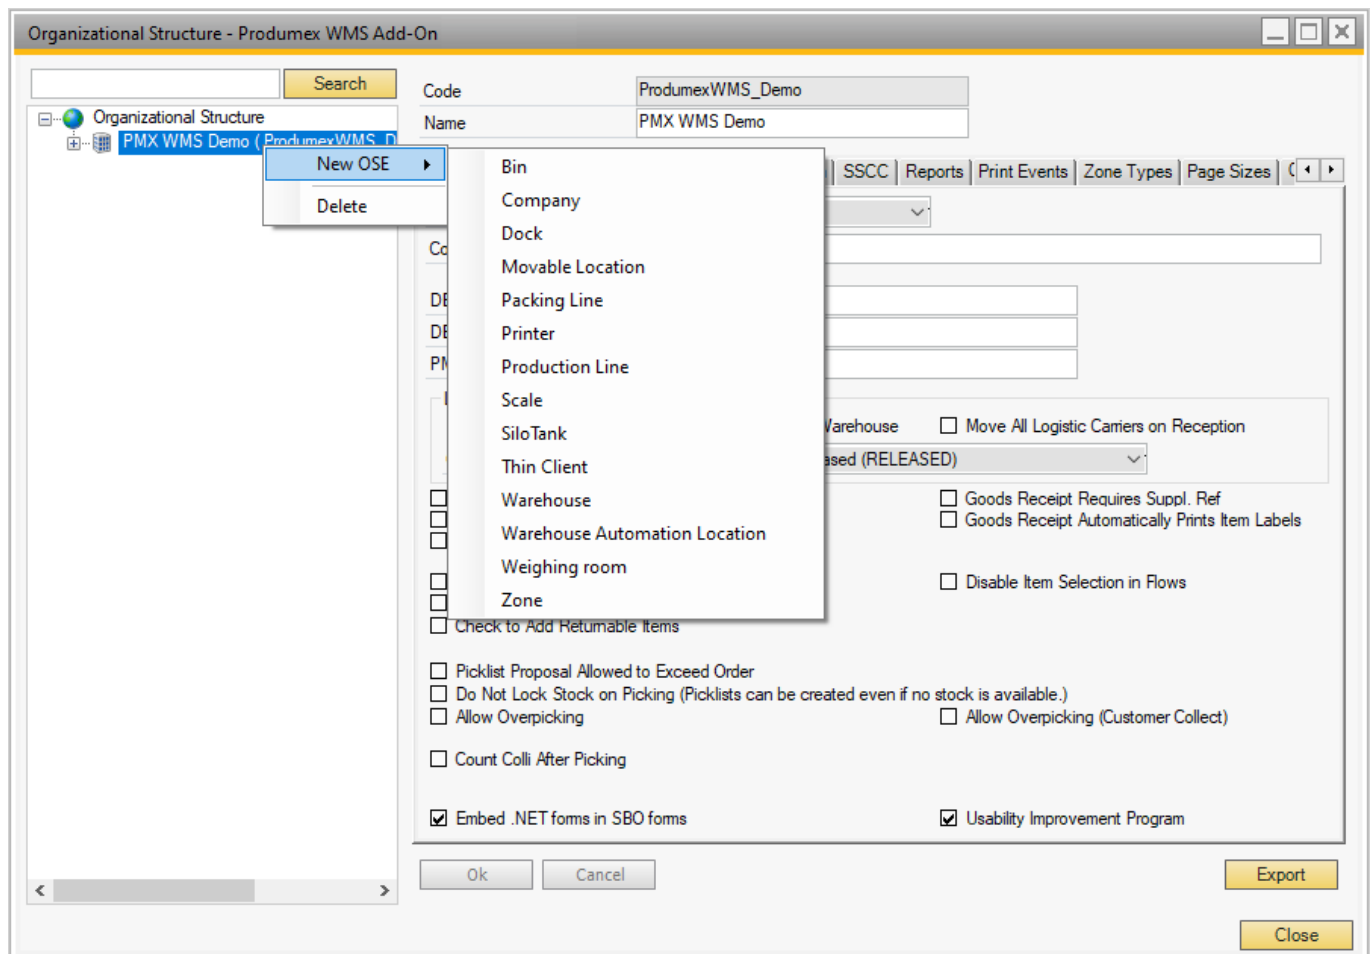 Organizational Structure - Produmex WMS Add-On
Search
Organizational Structure
PMX WMS Demo ( ProdumexWMS_D
New OSE
Delete
Bin
Company
Dock
Movable Location
Packing Line
Printer
Production Line
Scale
SiloTank
Thin Client
Warehouse
Warehouse Automation Location
Weighing room
Zone
Code
ProdumexWMS_Demo
Name
PMX WMS Demo
SSCC
Reports
Print Events
Zone Types
Page Sizes
Move All Logistic Carriers on Reception
(RELEASED)
Goods Receipt Requires Suppl. Ref
Goods Receipt Automatically Prints Item Labels
Disable Item Selection in Flows
Check to Add Returnable Items
Picklist Proposal Allowed to Exceed Order
Do Not Lock Stock on Picking (Picklists can be created even if no stock is available.)
Allow Overpicking
Allow Overpicking (Customer Collect)
Count Colli After Picking
Embed .NET forms in SBO forms
Usability Improvement Program
Ok
Cancel
Export
Close